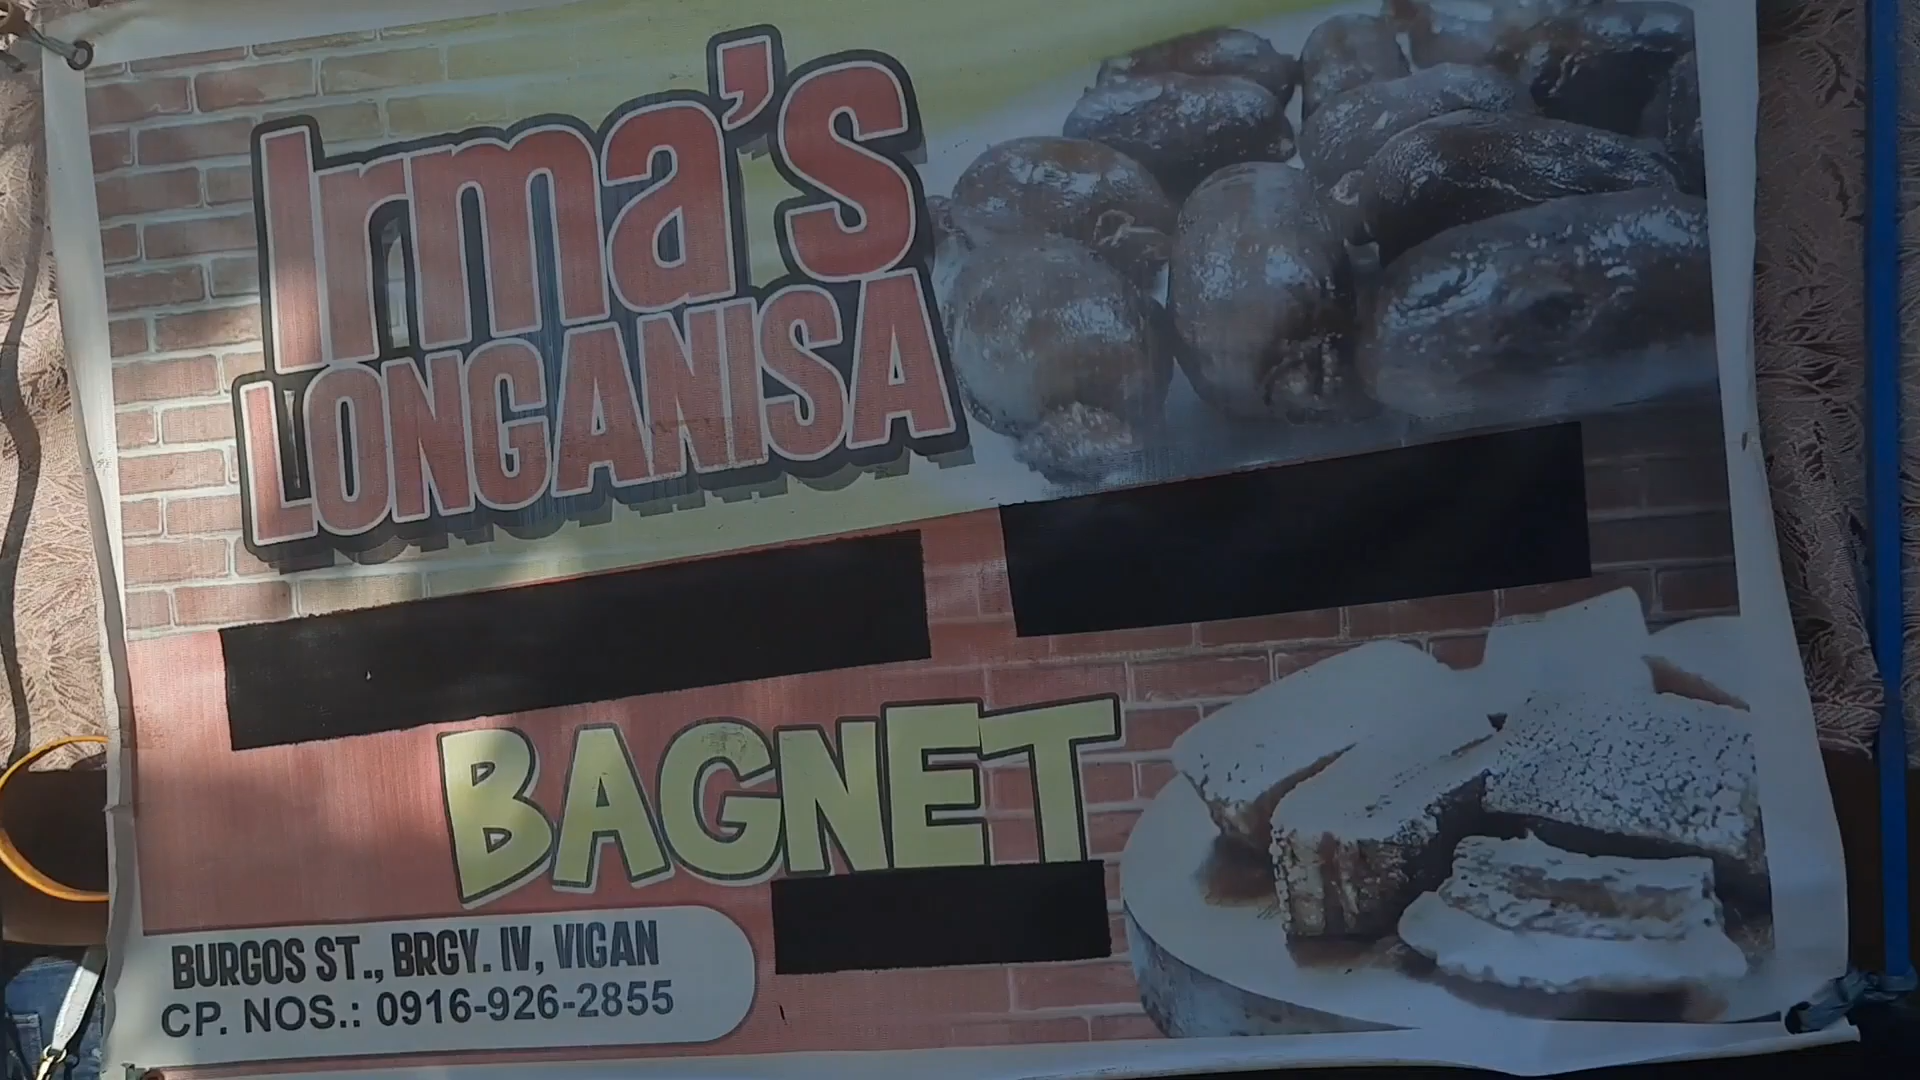 Irma's
LONGANISA
BAGNET
BURGOS ST., BRGY. IV, VIGAN
CP. NOS.: 0916-926-2855